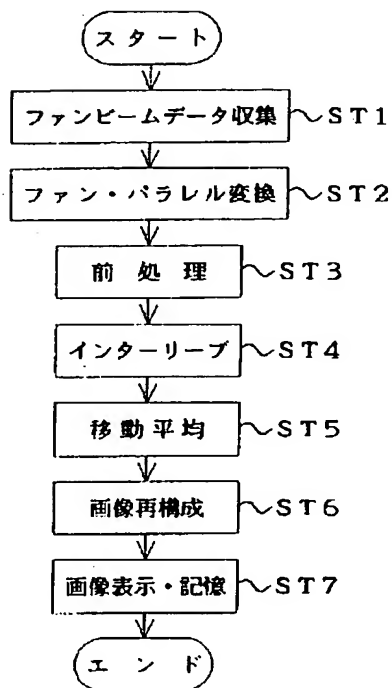 スタート
ファンビームデータ収集 ST1
ファン・パラレル変換 ST2
前処理 ST3
インターリーブ ST4
移動平均 ST5
画像再構成 ST6
画像表示・記憶 ST7
エンド